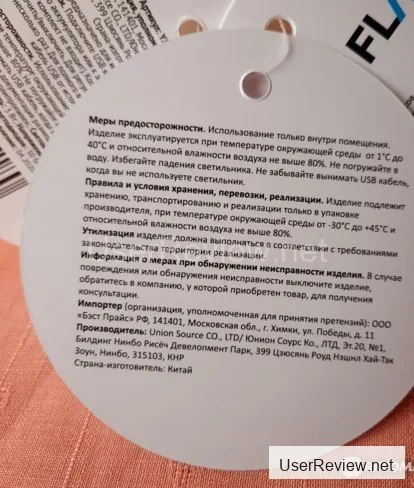 FL
Меры предосторожности. Использование только внутри помещения.
Изделие эксплуатируется при температуре окружающей среды от 1°С до
40°С и относительной влажности воздуха не выше 80%. Не погружайте в
воду. Избегайте падения светильника. Не забывайте вынимать USB кабель,
когда вы не используете светильник.
Правила и условия хранения, перевозки, реализации. Изделие подлежит
хранению, транспортированию и реализации только в упаковке
производителя, при температуре окружающей среды от -30°С до +45°С и
относительной влажности воздуха не выше 80%.
Утилизация изделия должна выполняться в соответствии с требованиями
законодательства территории реализации.
Информация о мерах при обнаружении неисправности изделия. В случае
повреждения или обнаружения неисправности выключите изделие,
обратитесь в компанию, у которой приобретен товар, для получения
консультации.
Импортер (организация, уполномоченная для принятия претензий): ООО
«Бэст Прайс» РФ, 141401, Московская обл., г. Химки, ул. Победы, д. 11
Производитель: Union Source CO., LTD/ Юнион Соурс Ко., ЛТД, Эт.20, №1,
Билдинг Нинбо Рисёч Девелопмент Парк, 399 Цзюсянь Роуд Нэшнл Хай-Тэк
Зоун, Нинбо, 315103, КНР
Страна-изготовитель: Китай
UserReview.net